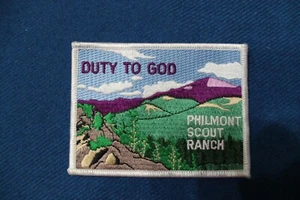 DUTY TO GOD
PHILMONT
SCOUT
RANCH